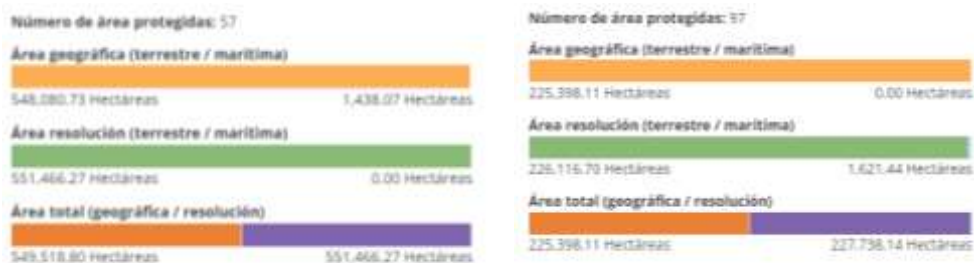 Número de área protegidas: 57
Área geográfica (terrestre / marítima)
548,080.73 Hectáreas 1,438.07 Hectáreas
Área resolución (terrestre / marítima)
551,466.27 Hectáreas 0.00 Hectáreas
Área total (geográfica / resolución)
549,518.80 Hectáreas 551,466.27 Hectáreas
Número de área protegidas: 97
Área geográfica (terrestre / marítima)
225,398.11 Hectáreas 0.00 Hectáreas
Área resolución (terrestre / marítima)
226,116.70 Hectáreas 1,621.44 Hectáreas
Área total (geográfica / resolución)
225,398.11 Hectáreas 227,738.14 Hectáreas